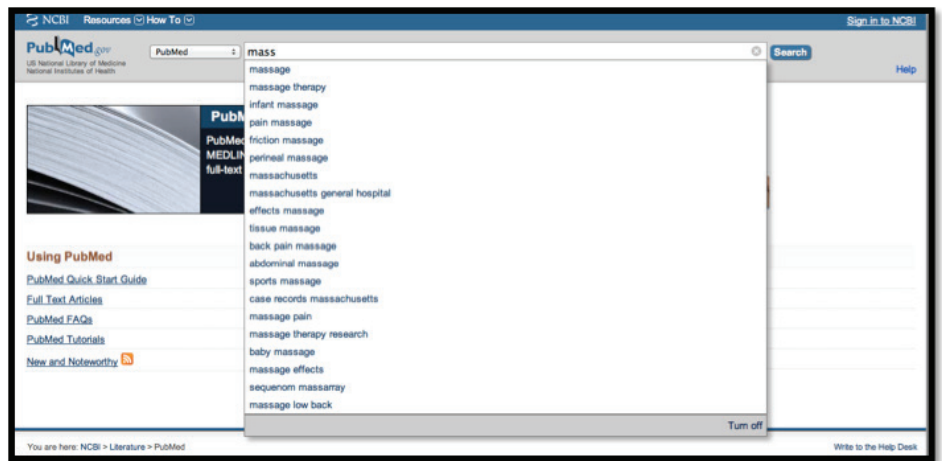 NCBI Resources How To Sign in to NCBI
PubMed.gov
US National Library of Medicine
National Institutes of Health
PubMed
mass
Search
Help
massage
massage therapy
infant massage
pain massage
friction massage
perineal massage
massachusetts
massachusetts general hospital
effects massage
tissue massage
back pain massage
abdominal massage
sports massage
case records massachusetts
massage pain
massage therapy research
baby massage
massage effects
sequenom massarray
massage low back
Turn off
PubM
PubMed
MEDLIN
full-text
Using PubMed
PubMed Quick Start Guide
Full Text Articles
PubMed FAQs
PubMed Tutorials
New and Noteworthy
You are here: NCBI > Literature > PubMed Write to the Help Desk